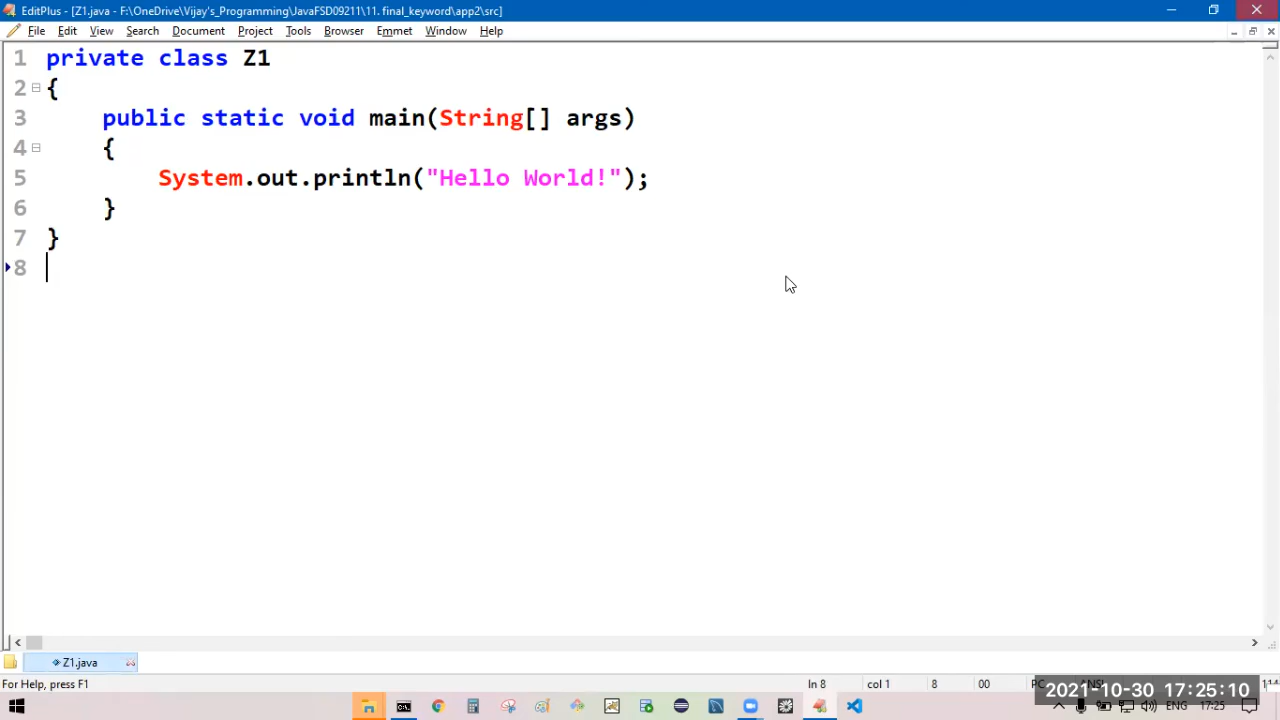 EditPlus - [Z1.java - F:\OneDrive\Vijay's_Programming\JavaFSD09211\11. final_keyword\app2\src]
File Edit View Search Document Project Tools Browser Emmet Window Help
1 private class Z1
2 {
3 public static void main(String[] args)
4 {
5 System.out.println("Hello World!");
6 }
7 }
8
Z1.java
For Help, press F1 ln 8 col 1 8 00 PC ANSI
2021-10-30 17:25:10
ENG 17:25